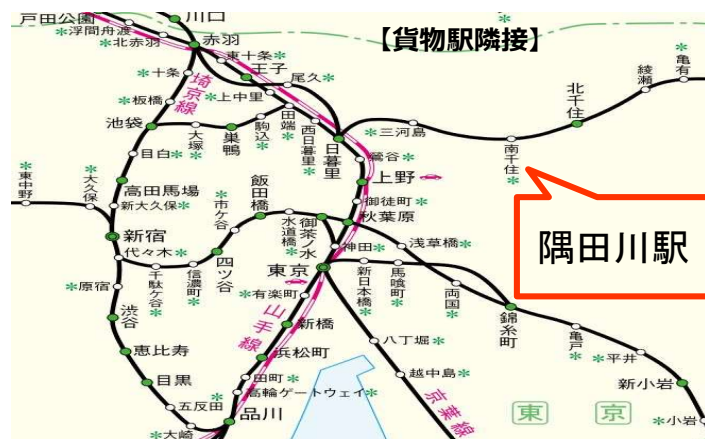 戸田公園
川口
【貨物駅隣接】
＊浮間舟渡
＊北赤羽
赤羽
東十条＊
王子
＊十条
埼京線
＊上中里
尾久＊
＊板橋
池袋
大塚＊
巣鴨
駒込＊
田端＊
西日暮里＊
日暮里
＊三河島
南千住＊
北千住
綾瀬
＊亀有
鶯谷＊
上野
目白＊
高田馬場
新大久保＊
＊東中野
＊大久保
新宿
代々木＊
千駄ケ谷＊
信濃町＊
四ツ谷
＊市ケ谷
飯田橋
水道橋＊
御茶ノ水
御徒町＊
秋葉原
神田＊
浅草橋＊
東京
新日本橋＊
馬喰町＊
両国＊
錦糸町
亀戸＊
＊平井
新小岩
＊小岩
隅田川駅
＊原宿
渋谷
恵比寿
目黒
五反田＊
＊大崎
品川
＊有楽町
山手線
新橋
浜松町
田町＊
高輪ゲートウェイ＊
八丁堀＊
越中島＊
京葉線
東京